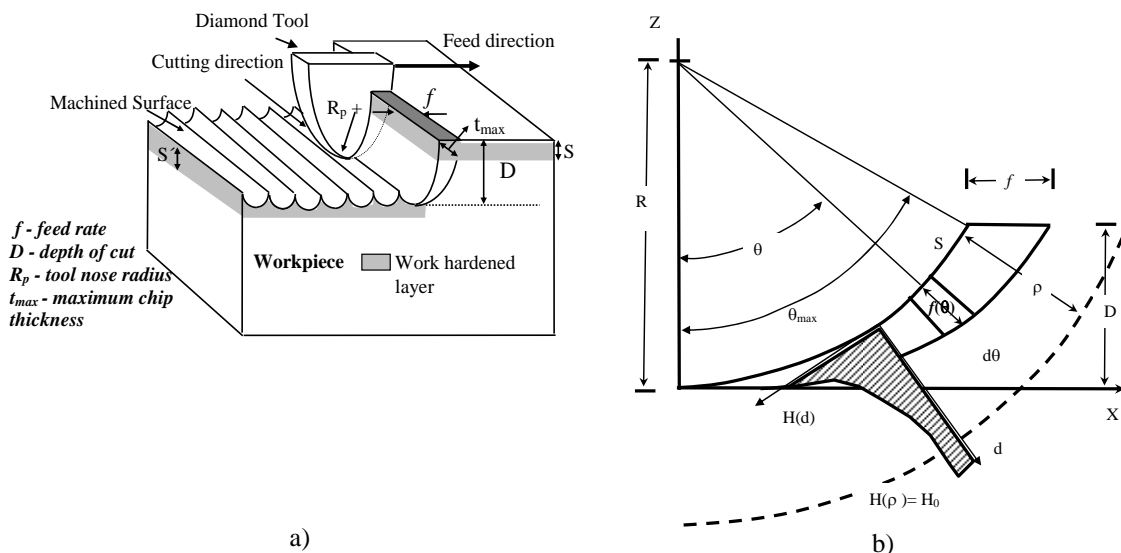 a)
b)
Diamond Tool
Feed direction
Cutting direction
Machined Surface
R_p +
f
t_max
S
S´
D
f - feed rate
D - depth of cut
R_p - tool nose radius
t_max - maximum chip
thickness
Workpiece
Work hardened
layer
a)
Z
R
f
θ
S
ρ
D
θ_max
f(θ)
dθ
X
H(d)
d
H(ρ)= H_0
b)